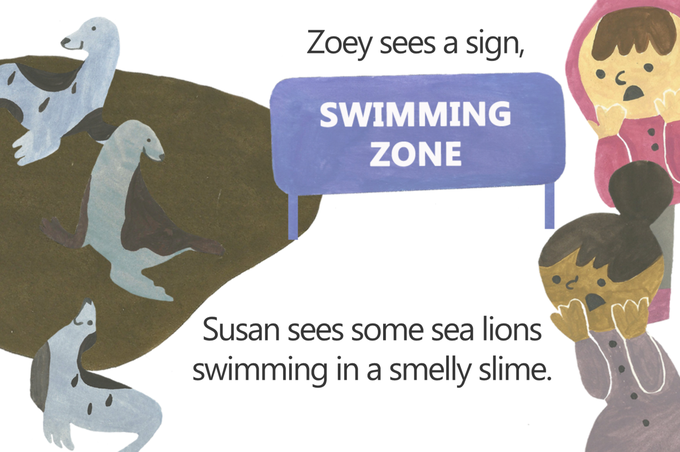 Zoey sees a sign,
SWIMMING
ZONE
Susan sees some sea lions
swimming in a smelly slime.